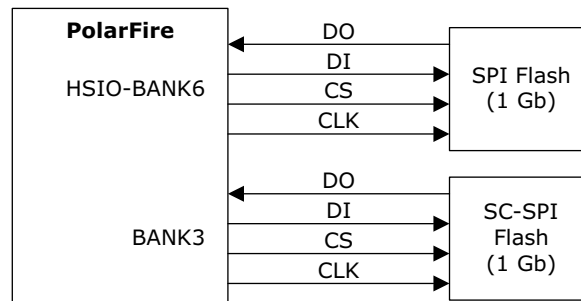 PolarFire
HSIO-BANK6
DO
DI
CS
CLK
SPI Flash
(1 Gb)
BANK3
DO
DI
CS
CLK
SC-SPI
Flash
(1 Gb)